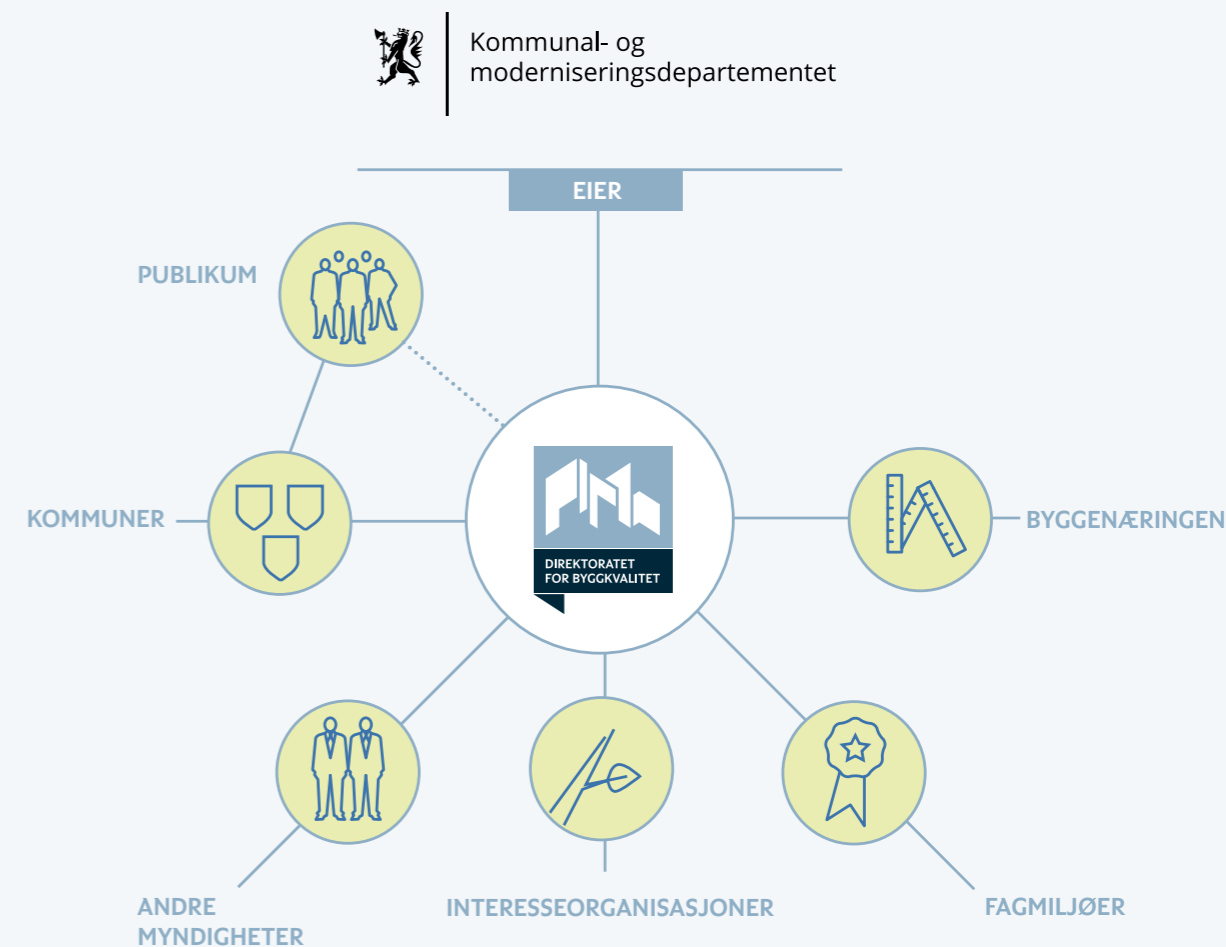 Kommunal- og
moderniseringsdepartementet
EIER
PUBLIKUM
KOMMUNER
BYGGENÆRINGEN
DIREKTORATET
FOR BYGGKVALITET
ANDRE
MYNDIGHETER
INTERESSEORGANISASJONER
FAGMILJØER